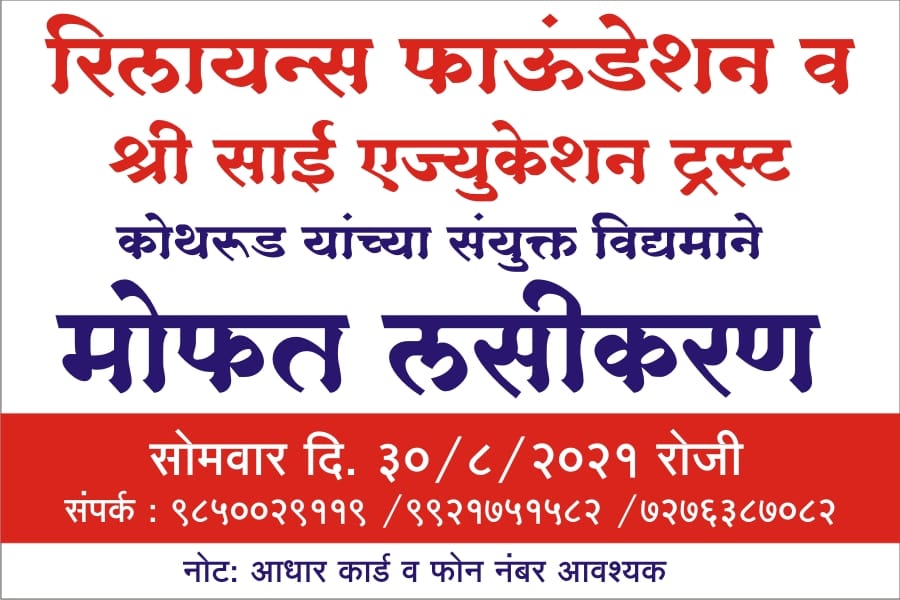 रिलायन्स फाऊंडेशन व
श्री साई एज्युकेशन ट्रस्ट
कोथरूड यांच्या संयुक्त विद्यमाने
मोफत लसीकरण
सोमवार दि. ३०/८/२०२१ रोजी
संपर्क : ९८५००२९११९ /९९२१७५१५८२ /७२७६३८७०८२
नोट: आधार कार्ड व फोन नंबर आवश्यक